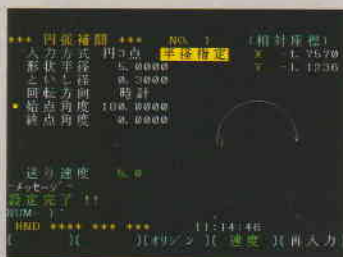 *** 円弧補間 *** NO. 1 (相対座標)
入力方式 円3点 半径指定 X -1.7570
形状半径 5.0000 Y -1.1236
といし径 0.3000
回転方向 時計
始点角度 180.0000
終点角度 0.0000
送り速度 5.0
メッセージ
設定完了 !!
NUM- )
HND **** *** *** 11:14:46
[ ][ ][オリジン ][ 速度 ][再入力